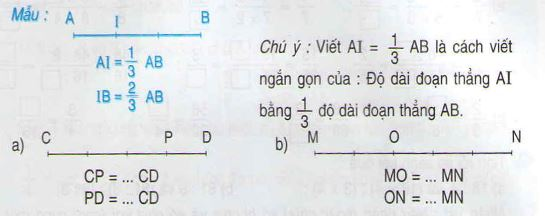 Mẫu :
A I B
AI = 1/3 AB
IB = 2/3 AB
Chú ý : Viết AI = 1/3 AB là cách viết
ngắn gọn của : Độ dài đoạn thẳng AI
bằng 1/3 độ dài đoạn thẳng AB.
a) C P D
CP = ... CD
PD = ... CD
b) M O N
MO = ... MN
ON = ... MN